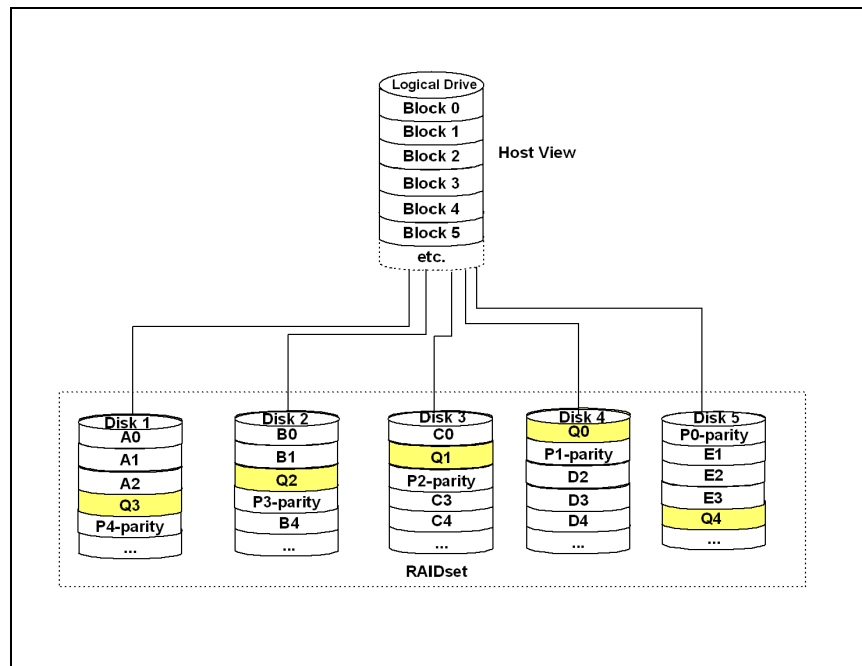 Logical Drive
Block 0
Block 1
Block 2
Block 3
Block 4
Block 5
etc.
Host View
Disk 1
A0
A1
A2
Q3
P4-parity
...
Disk 2
B0
B1
Q2
P3-parity
B4
...
Disk 3
C0
Q1
P2-parity
C3
C4
...
Disk 4
Q0
P1-parity
D2
D3
D4
...
Disk 5
P0-parity
E1
E2
E3
Q4
...
RAIDset